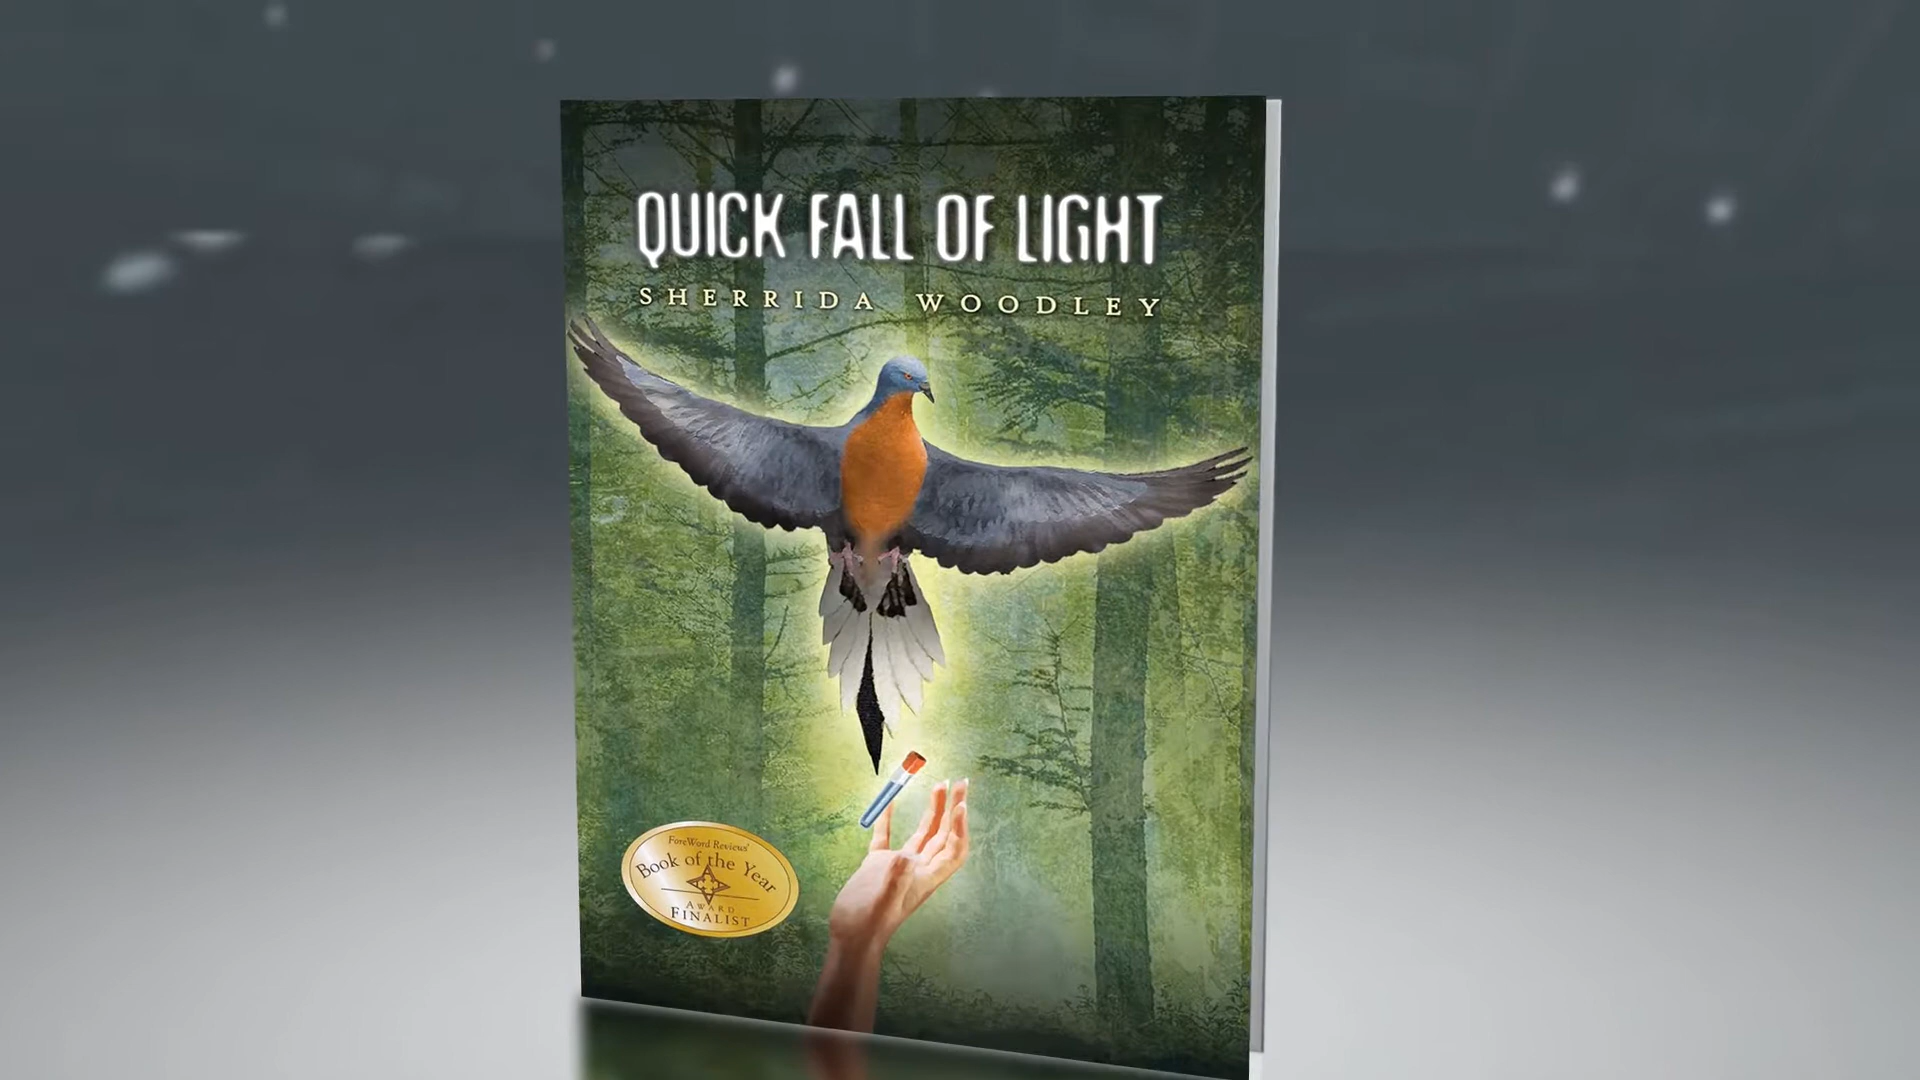 QUICK FALL OF LIGHT
SHERRIDA WOODLEY
ForeWord Reviews'
Book of the Year
AWARD
FINALIST